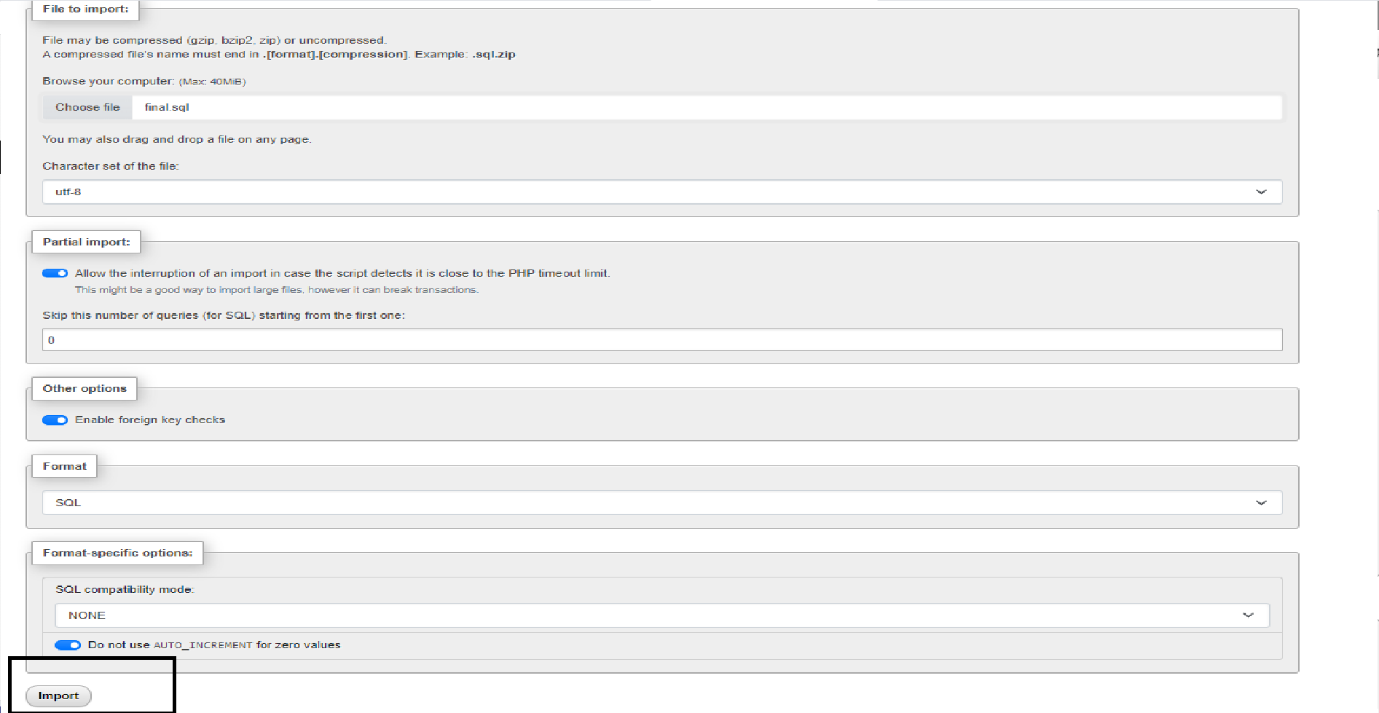 File to import:
File may be compressed (gzip, bzip2, zip) or uncompressed.
A compressed file's name must end in .[format].[compression]. Example: .sql.zip
Browse your computer: (Max: 40MiB)
Choose file final.sql
You may also drag and drop a file on any page.
Character set of the file:
utf-8
Partial import:
Allow the interruption of an import in case the script detects it is close to the PHP timeout limit.
This might be a good way to import large files, however it can break transactions.
Skip this number of queries (for SQL) starting from the first one:
0
Other options
Enable foreign key checks
Format
SQL
Format-specific options:
SQL compatibility mode:
NONE
Do not use AUTO_INCREMENT for zero values
Import